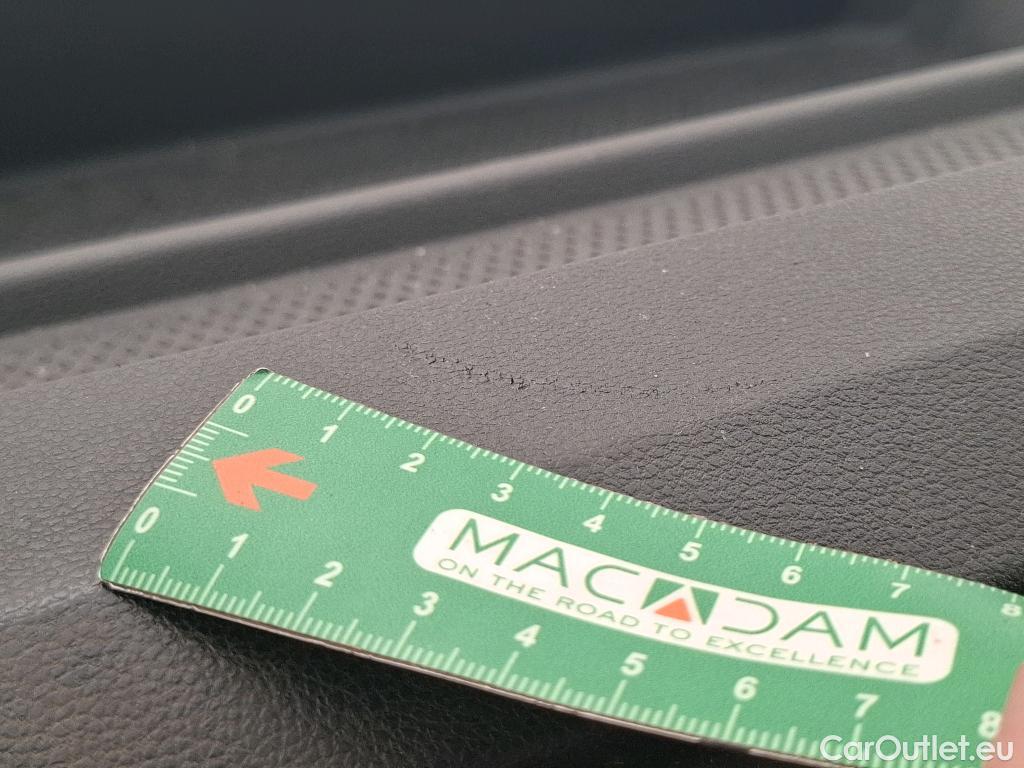 0 1 2 3 4 5 6 7 8
MACADAM
ON THE ROAD TO EXCELLENCE
0 1 2 3 4 5 6 7 8
CarOutlet.eu